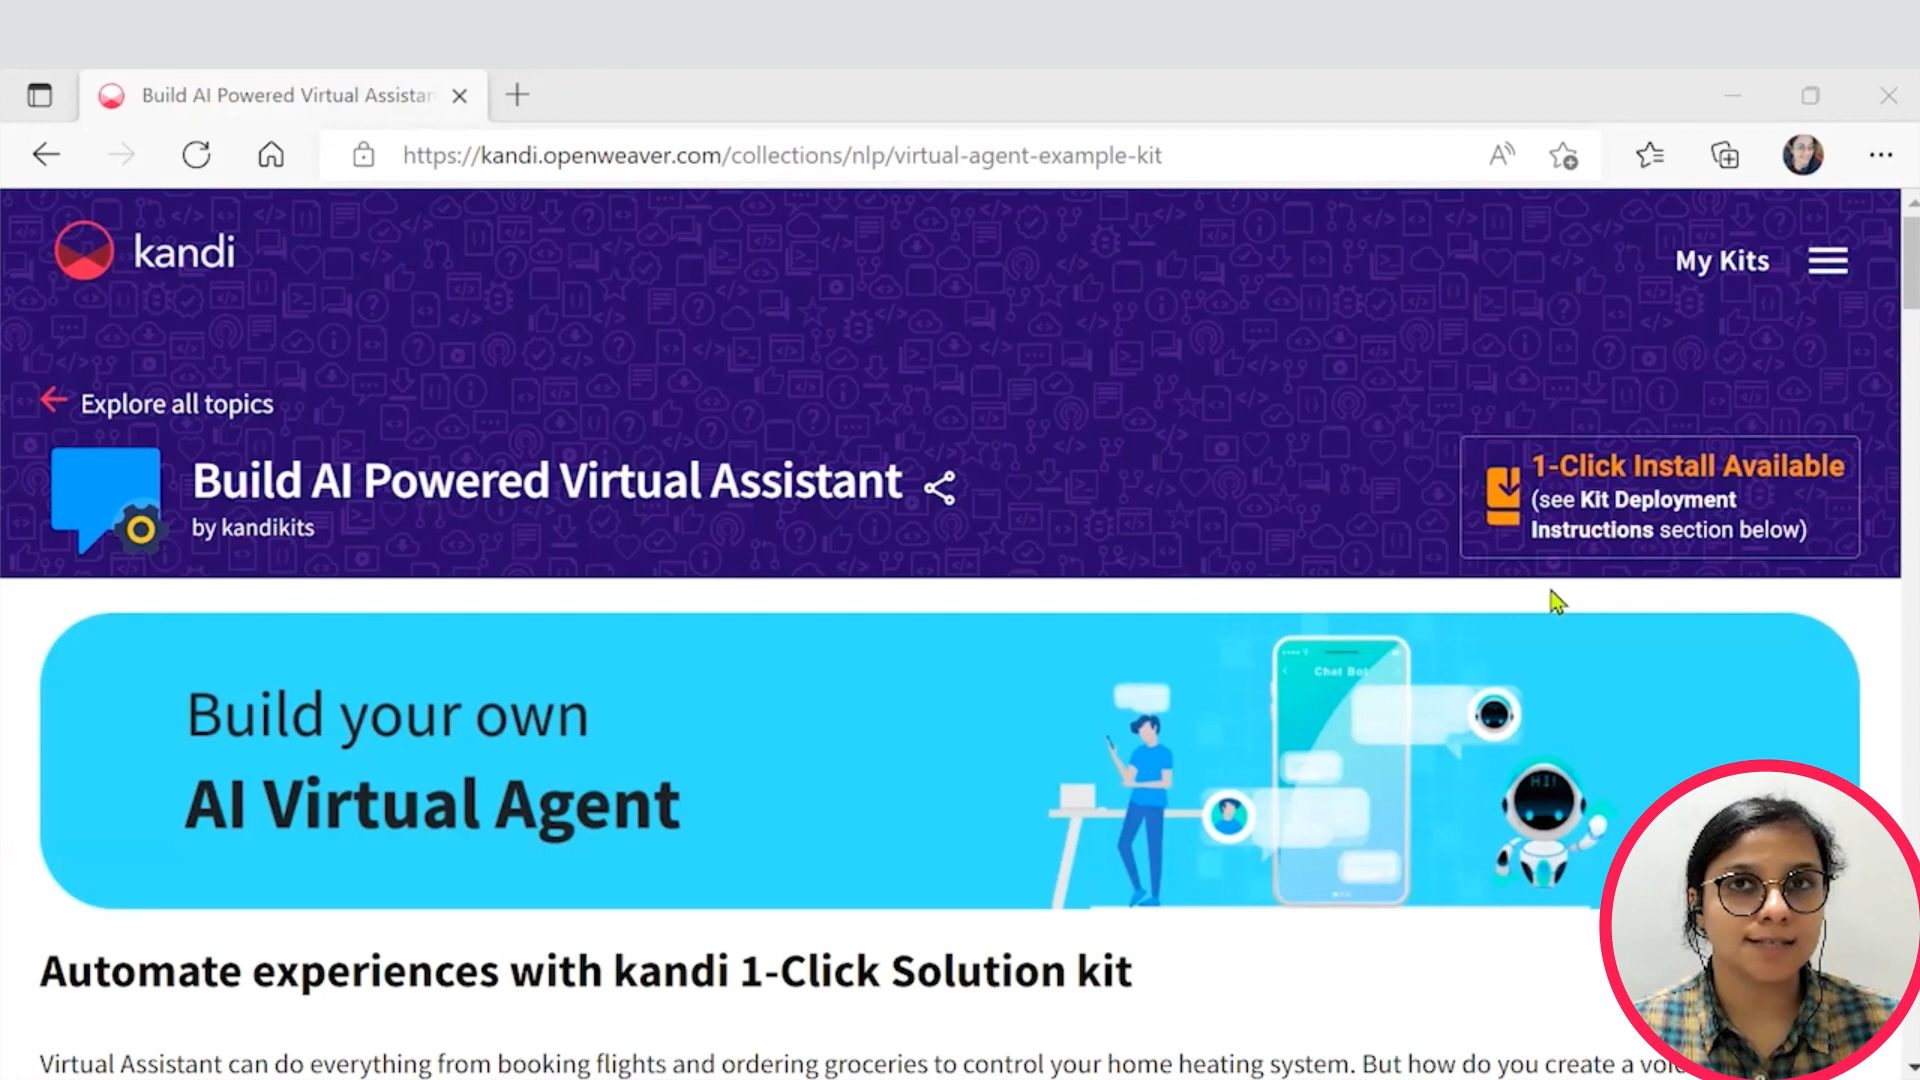 Build AI Powered Virtual Assistan
https://kandi.openweaver.com/collections/nlp/virtual-agent-example-kit
kandi
My Kits
Explore all topics
Build AI Powered Virtual Assistant
by kandikits
1-Click Install Available
(see Kit Deployment
Instructions section below)
Build your own
AI Virtual Agent
Chat Bot
HI!
Automate experiences with kandi 1-Click Solution kit
Virtual Assistant can do everything from booking flights and ordering groceries to control your home heating system. But how do you create a